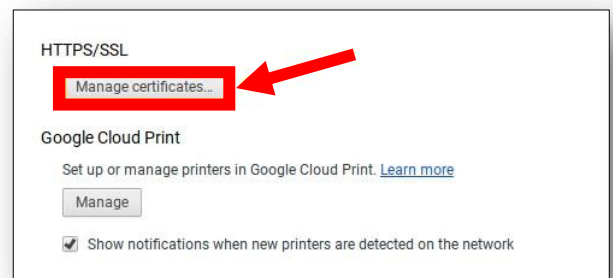 HTTPS/SSL
Manage certificates...
Google Cloud Print
Set up or manage printers in Google Cloud Print. Learn more
Manage
Show notifications when new printers are detected on the network